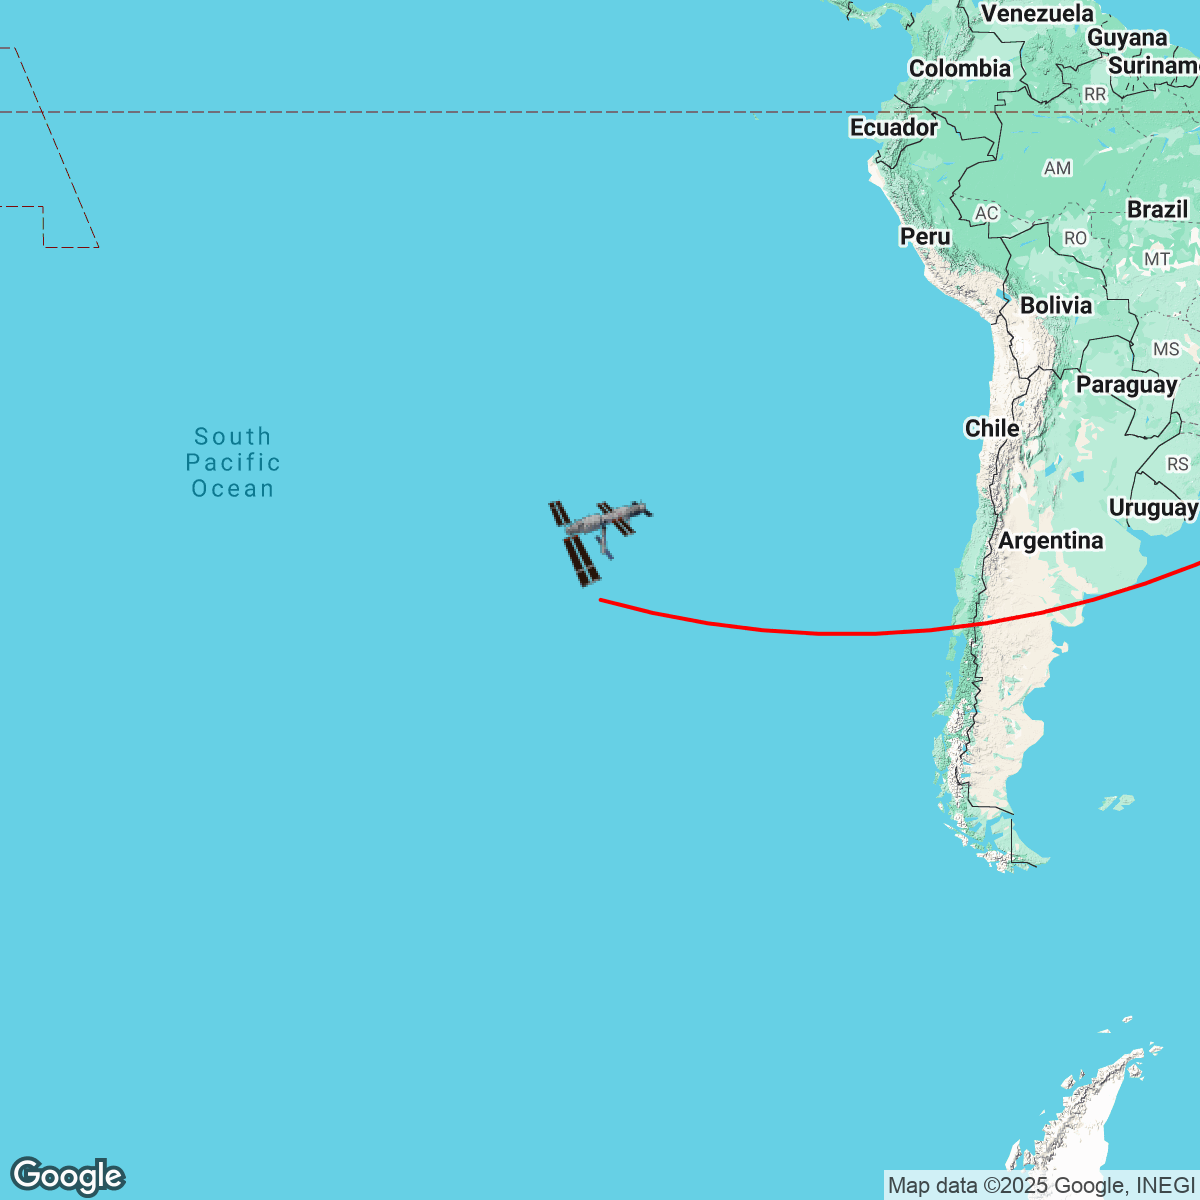 Venezuela
Guyana
Colombia
Surinam
RR
Ecuador
AM
Brazil
AC
Peru
RO
MT
Bolivia
MS
Paraguay
Chile
South
Pacific
Ocean
RS
Uruguay
Argentina
Google
Map data ©2025 Google, INEGI